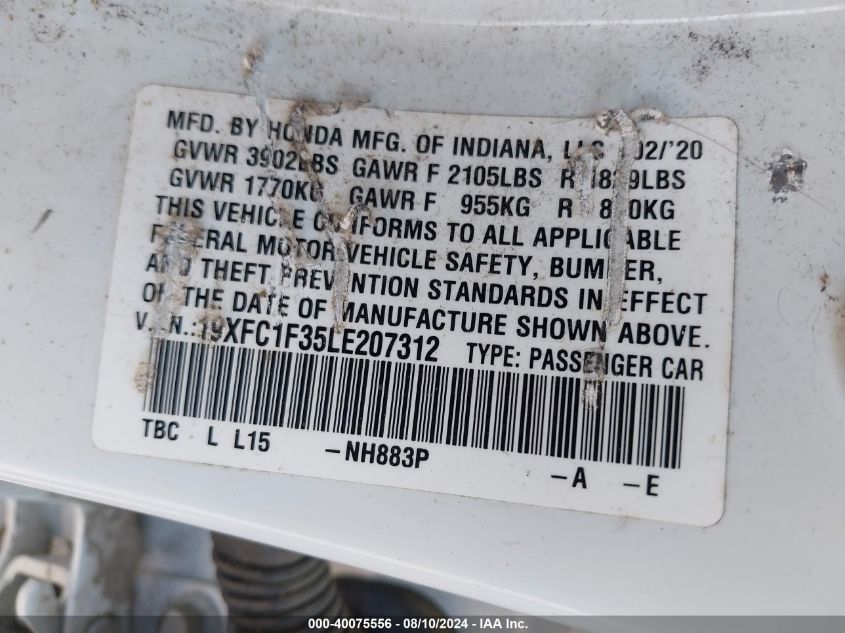 MFD. BY HONDA MFG. OF INDIANA, LLC 02/'20
GVWR 3902LBS GAWR F 2105LBS R
GVWR 1770KG GAWR F 955KG R
THIS VEHICLE CONFORMS TO ALL APPLICABLE
FEDERAL MOTOR VEHICLE SAFETY, BUMPER,
AND THEFT PREVENTION STANDARDS IN EFFECT
ON THE DATE OF MANUFACTURE SHOWN ABOVE.
V.I.N.:19XFC1F35LE207312 TYPE: PASSENGER CAR
TBC L L15 -NH883P -A -E
000-40075556 - 08/10/2024 - IAA Inc.